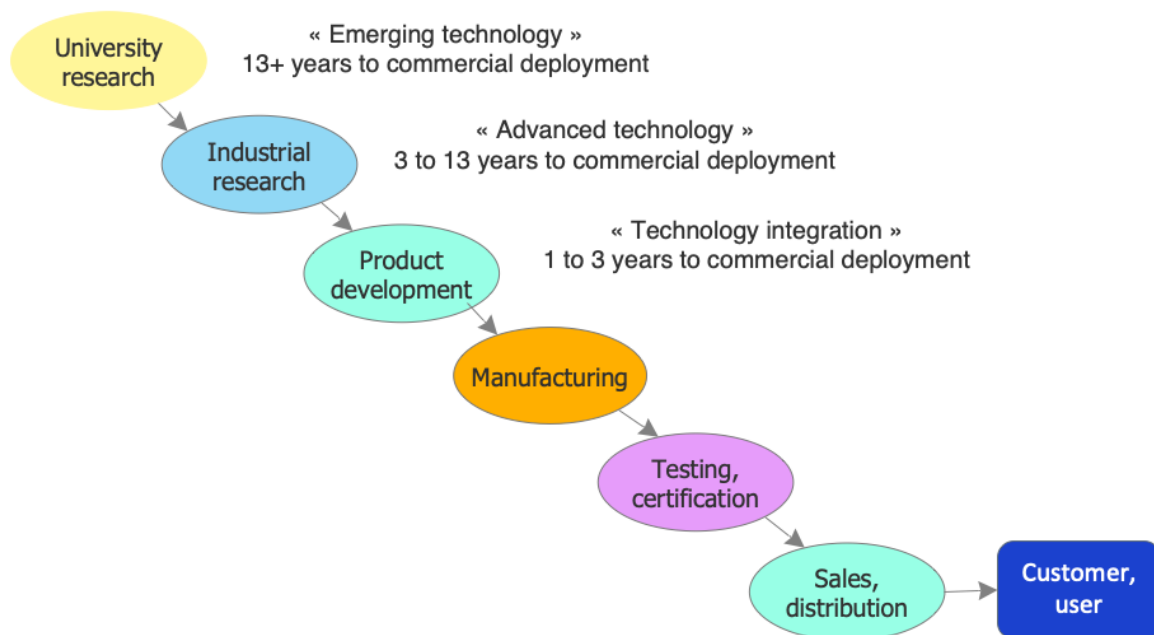 University
research
« Emerging technology »
13+ years to commercial deployment
Industrial
research
« Advanced technology »
3 to 13 years to commercial deployment
Product
development
« Technology integration »
1 to 3 years to commercial deployment
Manufacturing
Testing,
certification
Sales,
distribution
Customer,
user